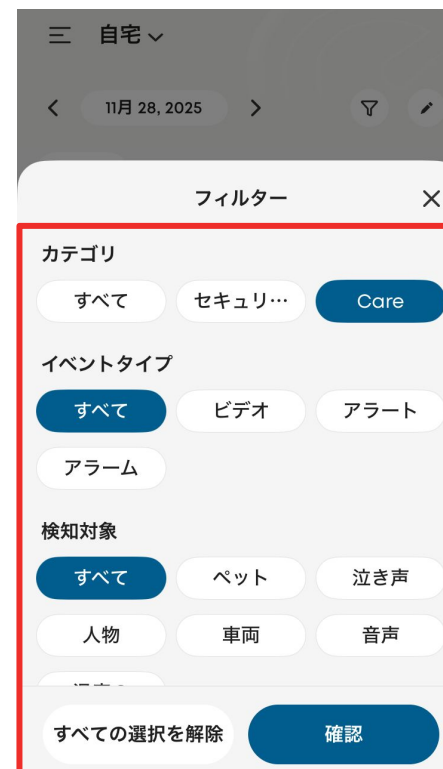 自宅
11月 28, 2025
フィルター
カテゴリ
すべて セキュリ… Care
イベントタイプ
すべて ビデオ アラート
アラーム
検知対象
すべて ペット 泣き声
人物 車両 音声
すべての選択を解除 確認